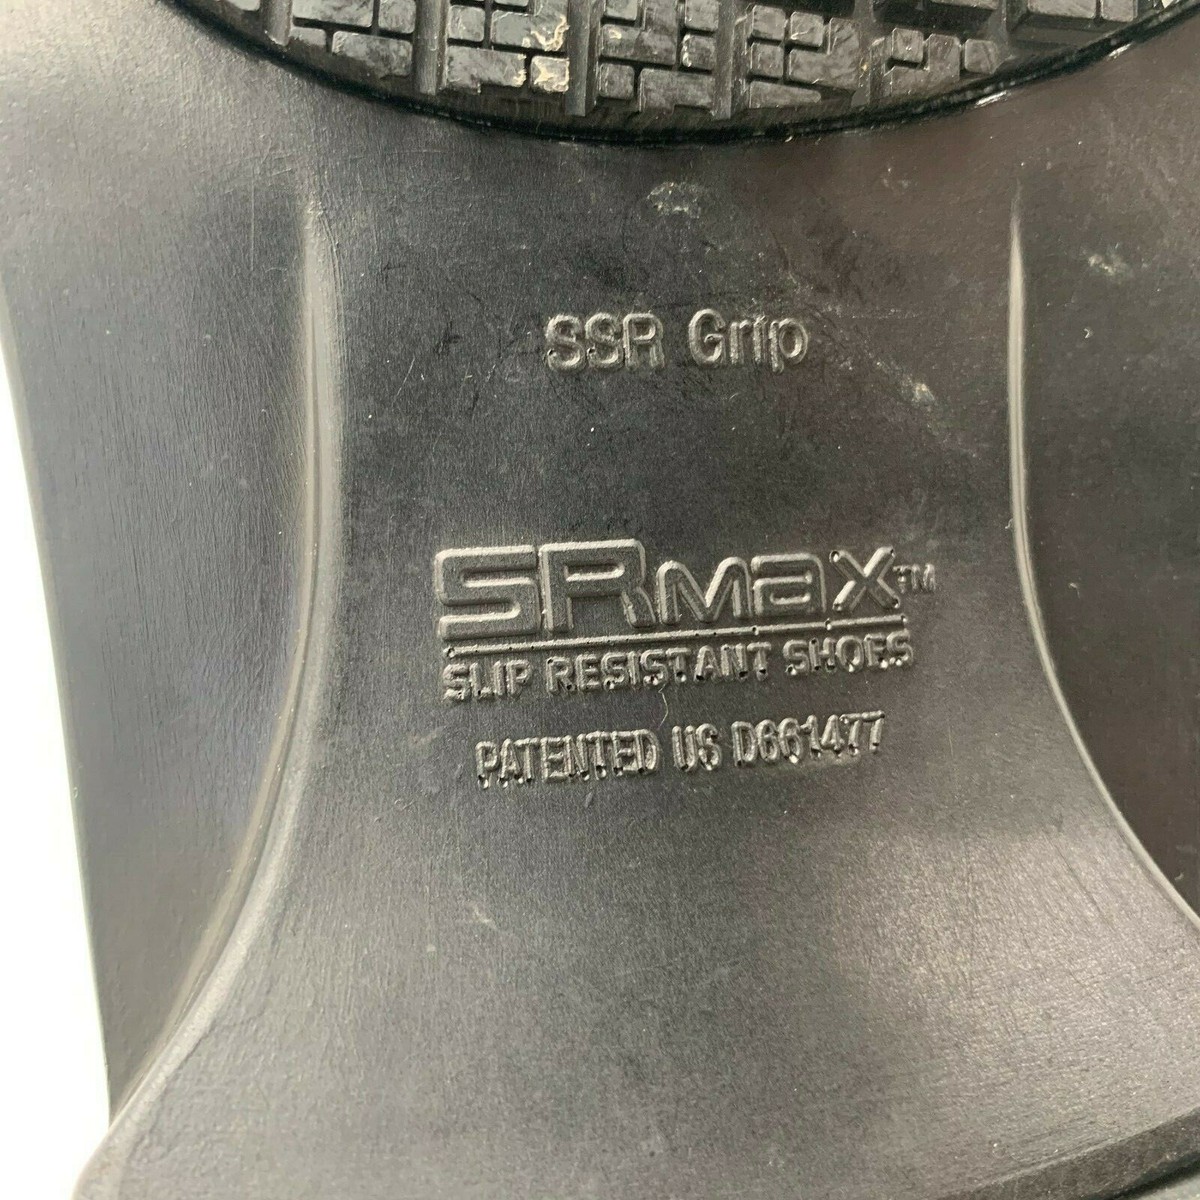 SSR Grip
SRMAX™
SLIP RESISTANT SHOES
PATENTED US D661477